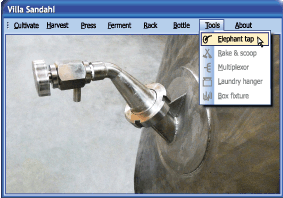 Villa Sandahl
Cultivate Harvest Press Ferment Rack Bottle Tools About
Elephant tap
Rake & scoop
Multiplexor
Laundry hanger
Box fixture